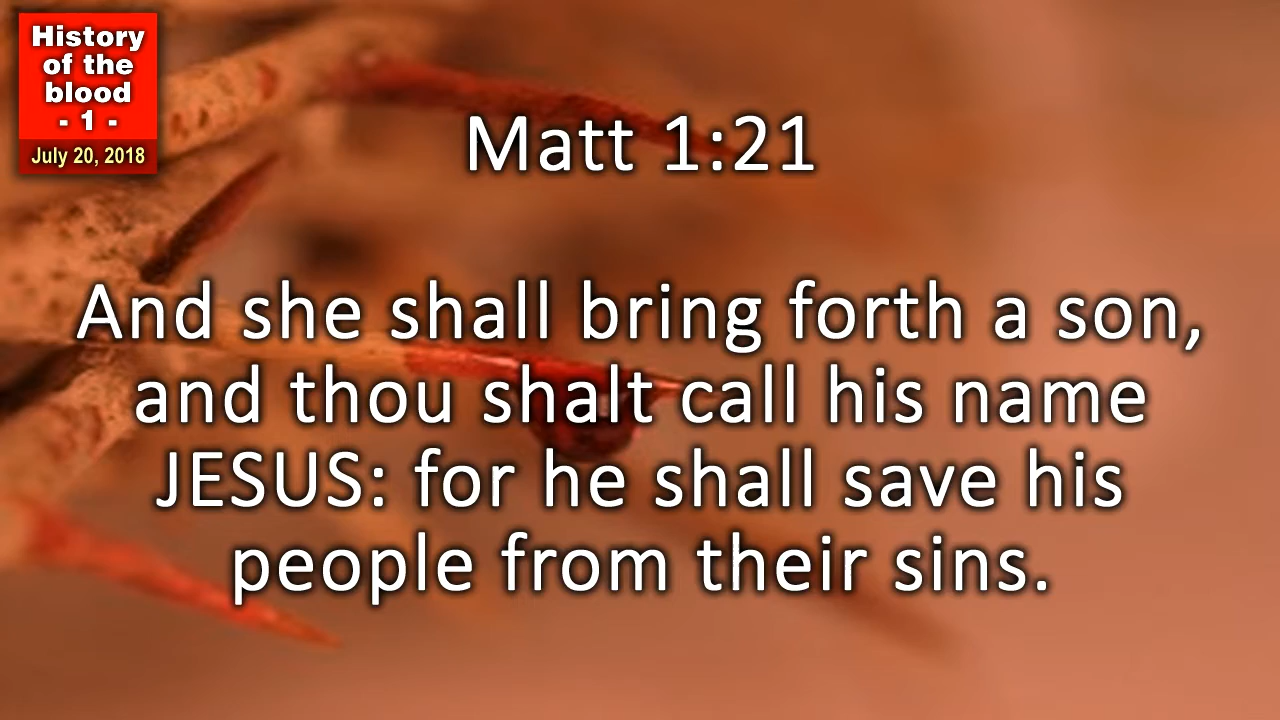 History
of the
blood
- 1 -
July 20, 2018
Matt 1:21
And she shall bring forth a son,
and thou shalt call his name
JESUS: for he shall save his
people from their sins.